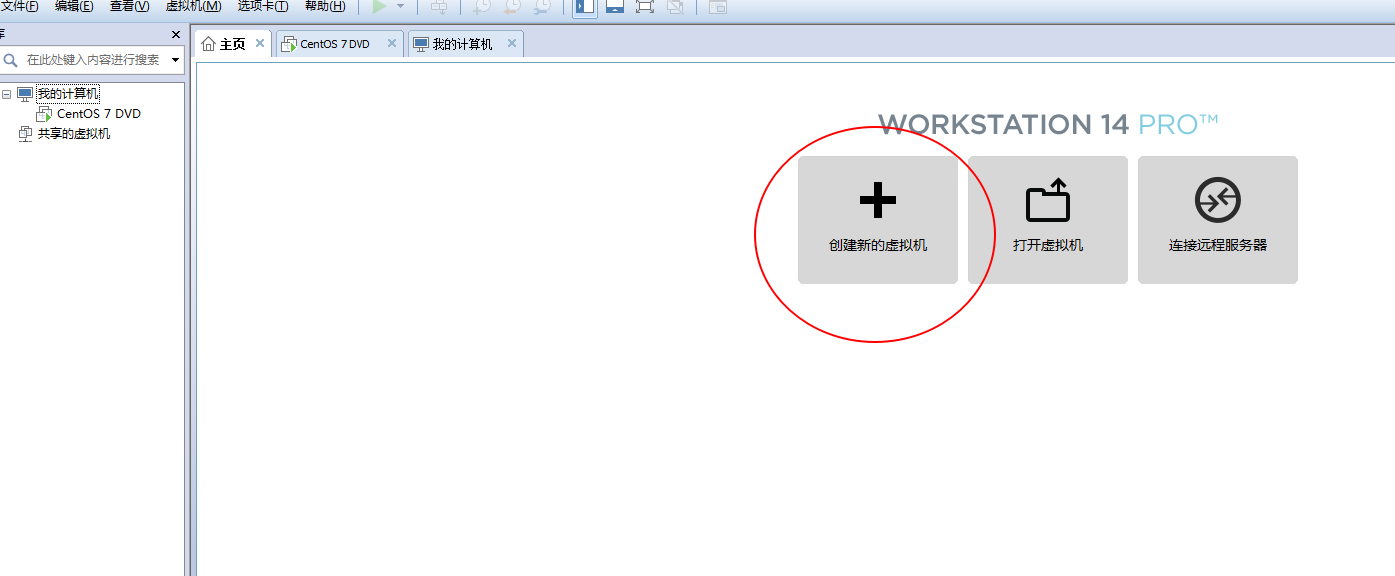 文件(F) 编辑(E) 查看(V) 虚拟机(M) 选项卡(T) 帮助(H)
库
主页 CentOS 7 DVD 我的计算机
在此处键入内容进行搜索
我的计算机
CentOS 7 DVD
共享的虚拟机
WORKSTATION 14 PRO™
创建新的虚拟机 打开虚拟机 连接远程服务器